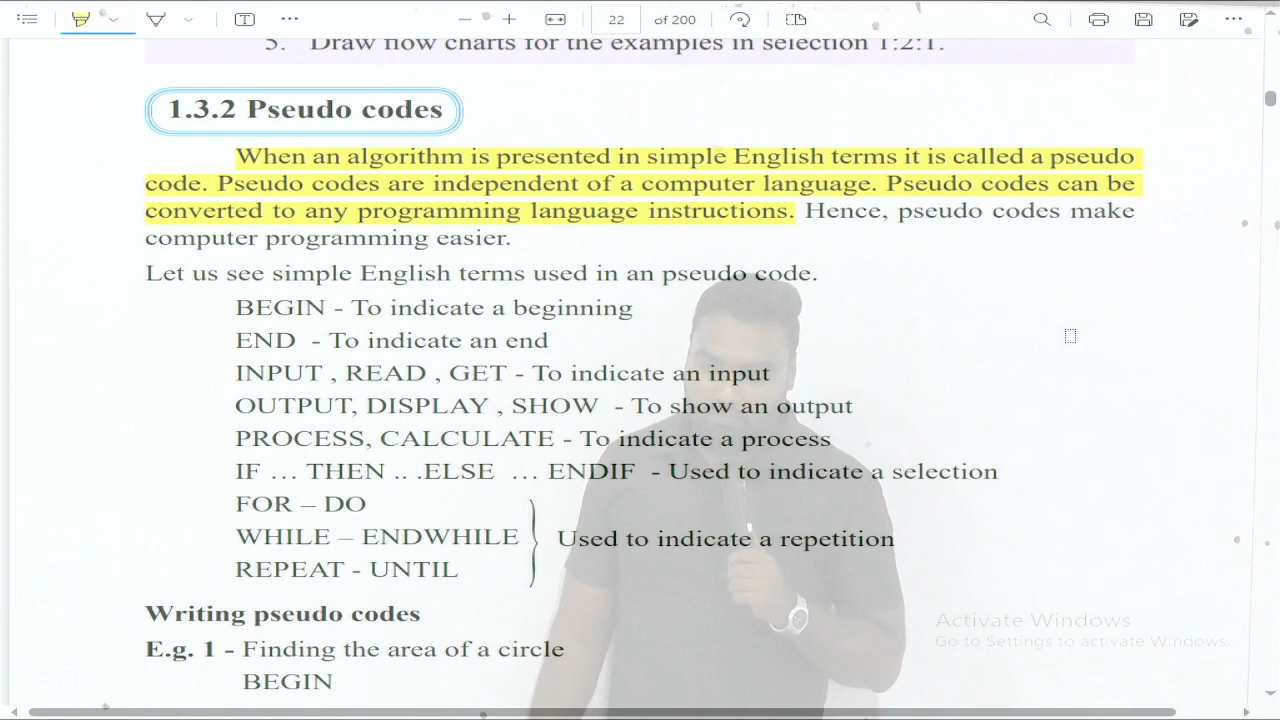 22 of 200
5. Draw flow charts for the examples in selection 1:2:1.
1.3.2 Pseudo codes
When an algorithm is presented in simple English terms it is called a pseudo
code. Pseudo codes are independent of a computer language. Pseudo codes can be
converted to any programming language instructions. Hence, pseudo codes make
computer programming easier.
Let us see simple English terms used in an pseudo code.
BEGIN - To indicate a beginning
END - To indicate an end
INPUT , READ , GET - To indicate an input
OUTPUT, DISPLAY , SHOW - To show an output
PROCESS, CALCULATE - To indicate a process
IF … THEN .. .ELSE … ENDIF - Used to indicate a selection
FOR – DO
WHILE – ENDWHILE
Used to indicate a repetition
REPEAT - UNTIL
Writing pseudo codes
Activate Windows
Go to Settings to activate Windows.
E.g. 1 - Finding the area of a circle
BEGIN